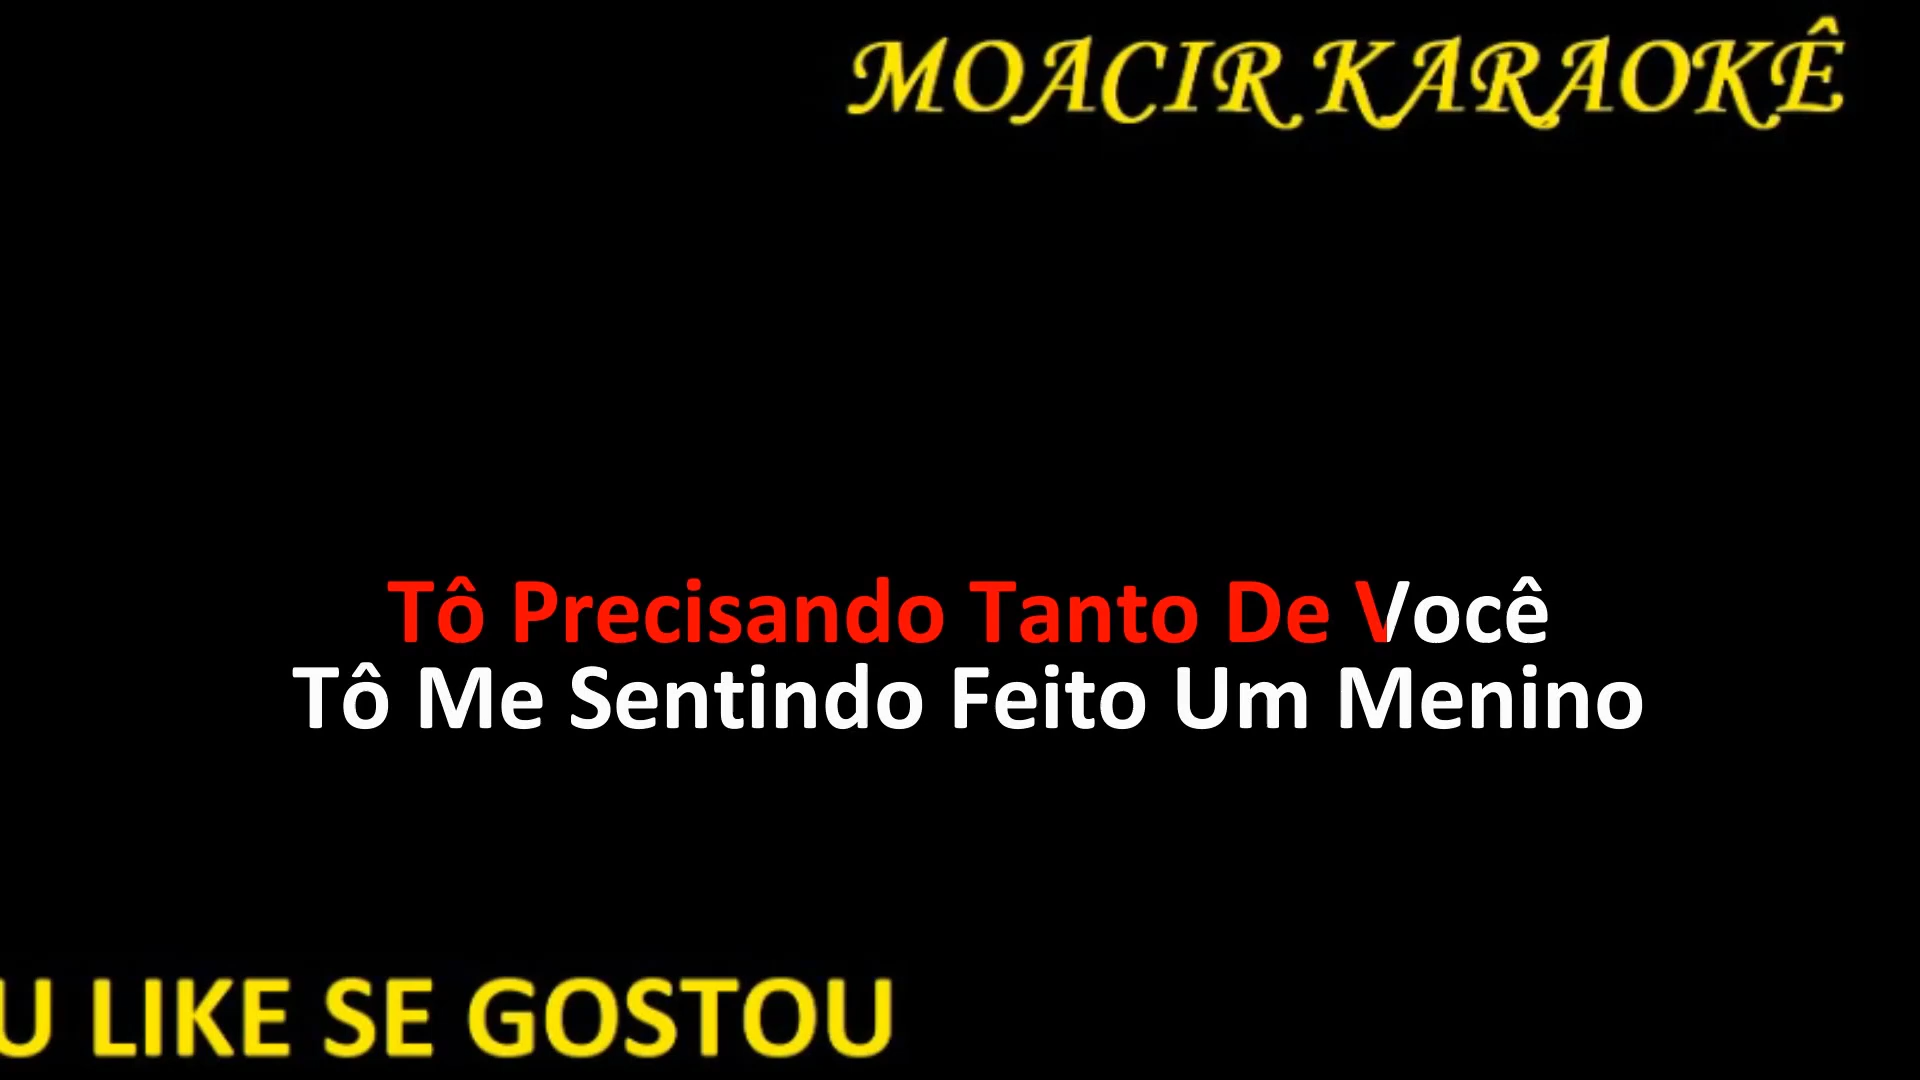 MOACIR KARAOKÊ
Tô Precisando Tanto De Você
Tô Me Sentindo Feito Um Menino
U LIKE SE GOSTOU